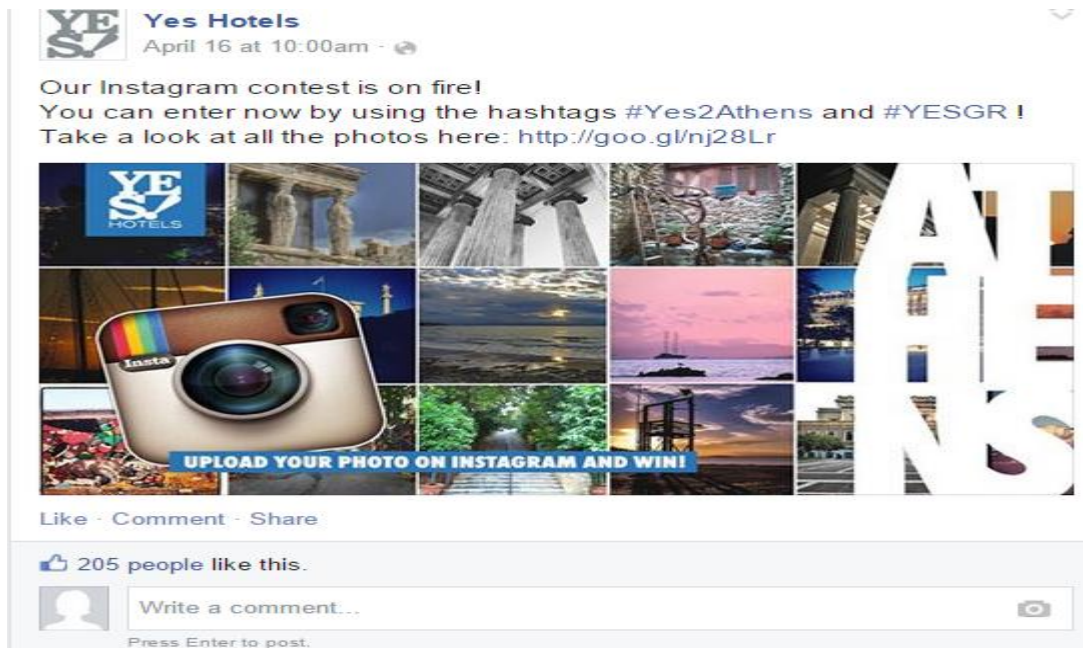 YES!
Yes Hotels
April 16 at 10:00am ·
Our Instagram contest is on fire!
You can enter now by using the hashtags #Yes2Athens and #YESGR !
Take a look at all the photos here: http://goo.gl/nj28Lr
YES!
HOTELS
ATHENS
Insta
UPLOAD YOUR PHOTO ON INSTAGRAM AND WIN!
Like · Comment · Share
205 people like this.
Write a comment...
Press Enter to post.